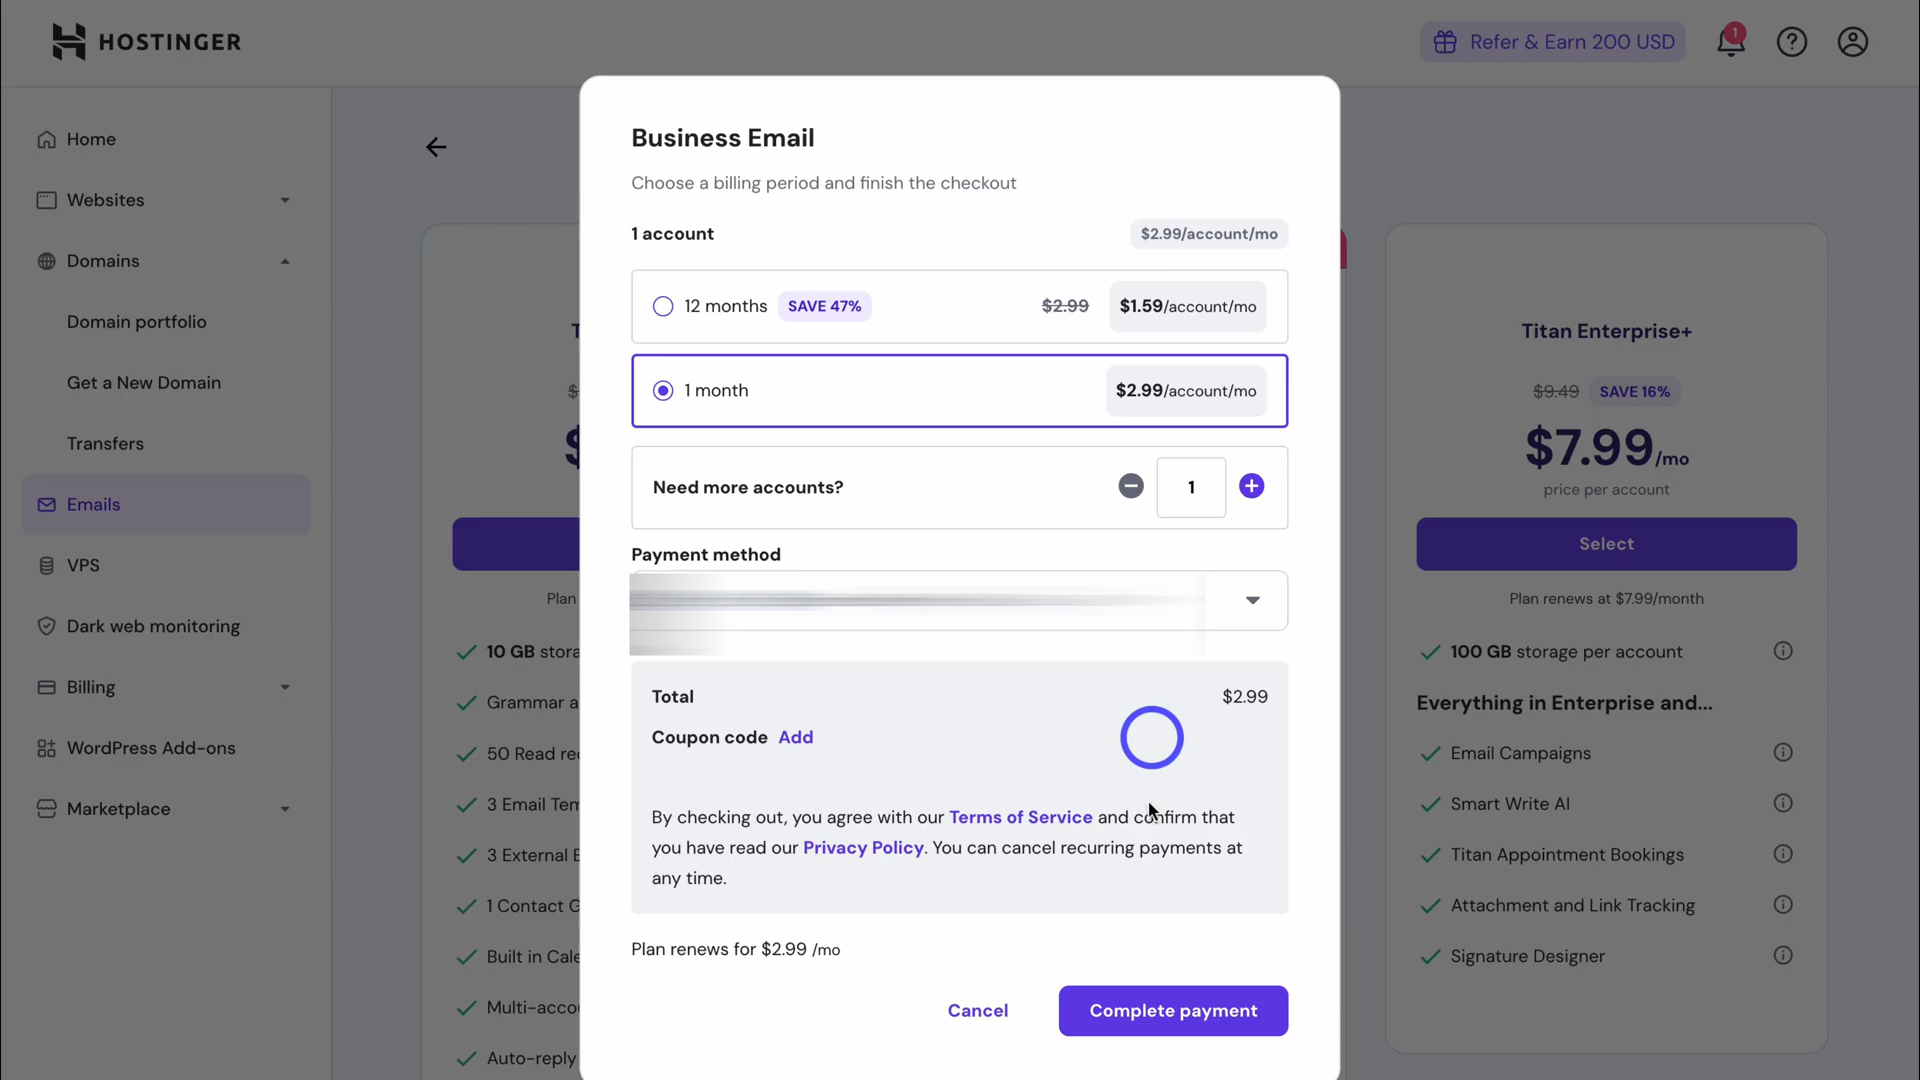 HOSTINGER
Refer & Earn 200 USD
1
Home
Websites
Domains
Domain portfolio
Get a New Domain
Transfers
Emails
VPS
Dark web monitoring
Billing
WordPress Add-ons
Marketplace
Plan
10 GB
Grammar
50 Read
3
3 External
1 Contact
Built in
Auto-reply
Business Email
Choose a billing period and finish the checkout
1 account $2.99/account/mo
12 months SAVE 47% $2.99 $1.59/account/mo
1 month $2.99/account/mo
Need more accounts? 1
Payment method
Total $2.99
Coupon code Add
By checking out, you agree with our Terms of Service and confirm that
you have read our Privacy Policy. You can cancel recurring payments at
any time.
Plan renews for $2.99 /mo
Cancel Complete payment
Titan Enterprise+
$9.49 SAVE 16%
$7.99/mo
price per account
Select
Plan renews at $7.99/month
100 GB storage per account
Everything in Enterprise and...
Email Campaigns
Smart Write AI
Titan Appointment Bookings
Attachment and Link Tracking
Signature Designer